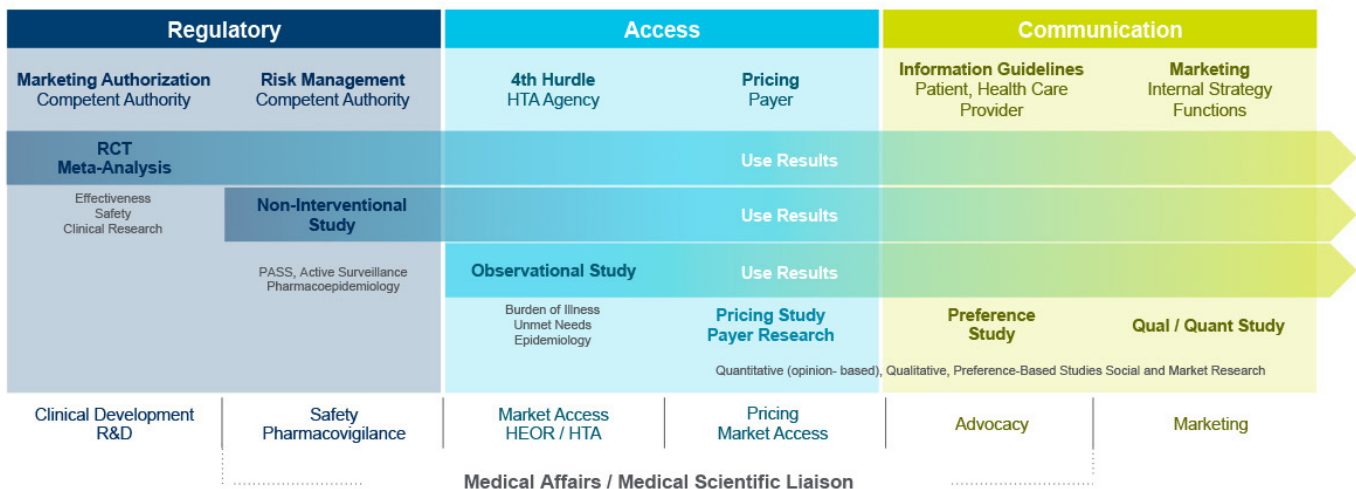 Regulatory
Access
Communication
Marketing Authorization
Competent Authority
Risk Management
Competent Authority
4th Hurdle
HTA Agency
Pricing
Payer
Information Guidelines
Patient, Health Care
Provider
Marketing
Internal Strategy
Functions
RCT
Meta-Analysis
Use Results
Effectiveness
Safety
Clinical Research
Non-Interventional
Study
Use Results
PASS, Active Surveillance
Pharmacoepidemiology
Observational Study
Use Results
Burden of Illness
Unmet Needs
Epidemiology
Pricing Study
Payer Research
Preference
Study
Qual / Quant Study
Quantitative (opinion- based), Qualitative, Preference-Based Studies Social and Market Research
Clinical Development
R&D
Safety
Pharmacovigilance
Market Access
HEOR / HTA
Pricing
Market Access
Advocacy
Marketing
Medical Affairs / Medical Scientific Liaison